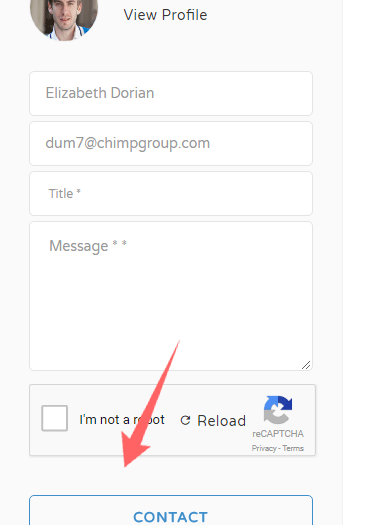 View Profile
Elizabeth Dorian
dum7@chimpgroup.com
Title *
Message * *
I'm not a robot
Reload
reCAPTCHA
Privacy - Terms
CONTACT